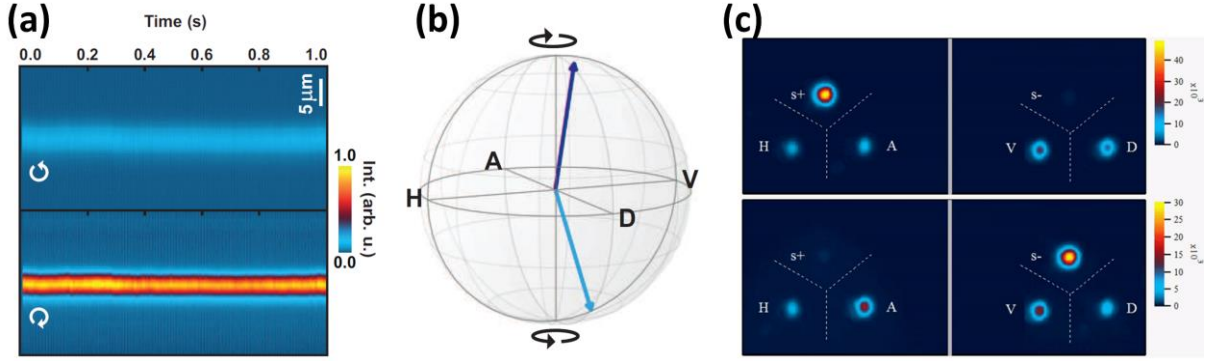 (a)
Time (s)
0.0 0.2 0.4 0.6 0.8 1.0
5 μm
1.0
Int. (arb. u.)
0.0
(b)
A
V
H
D
(c)
s+
H
A
s-
V
D
40
30
20
10
0
x10³
s+
H
A
s-
V
D
30
25
20
15
10
5
0
x10³